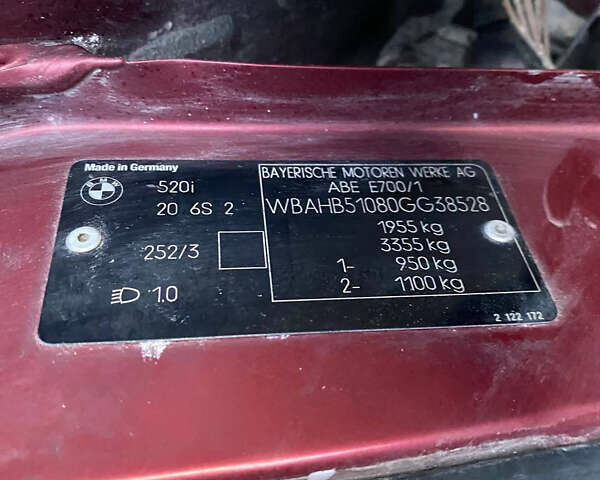 Made in Germany
BMW
520i
20 6S 2
252/3
1.0
BAYERISCHE MOTOREN WERKE AG
ABE E700/1
WBAHB51080GG38528
1955 kg
3355 kg
1- 950 kg
2- 1100 kg
2 122 172